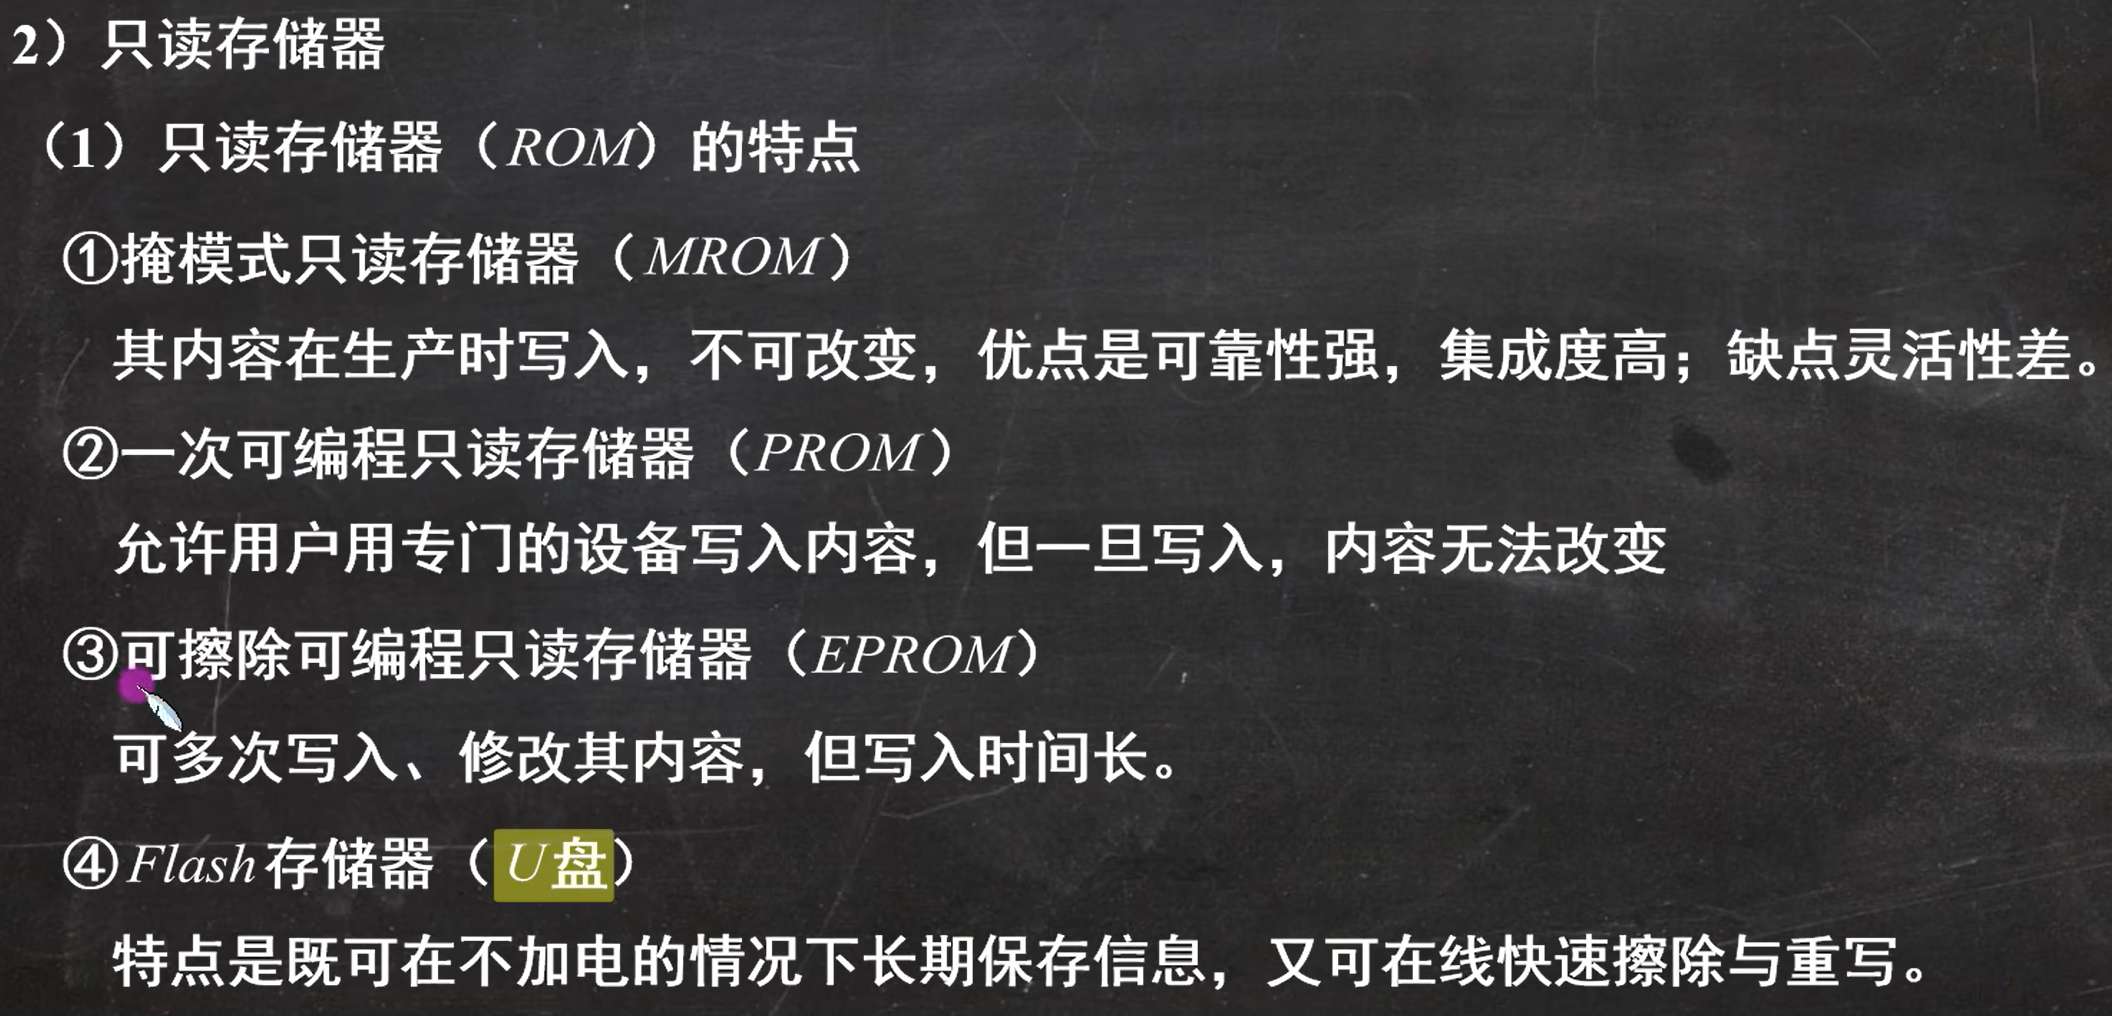 2）只读存储器
（1）只读存储器（ROM）的特点
①掩模式只读存储器（MROM）
其内容在生产时写入，不可改变，优点是可靠性强，集成度高；缺点灵活性差。
②一次可编程只读存储器（PROM）
允许用户用专门的设备写入内容，但一旦写入，内容无法改变
③可擦除可编程只读存储器（EPROM）
可多次写入、修改其内容，但写入时间长。
④Flash存储器（U盘）
特点是既可在不加电的情况下长期保存信息，又可在线快速擦除与重写。